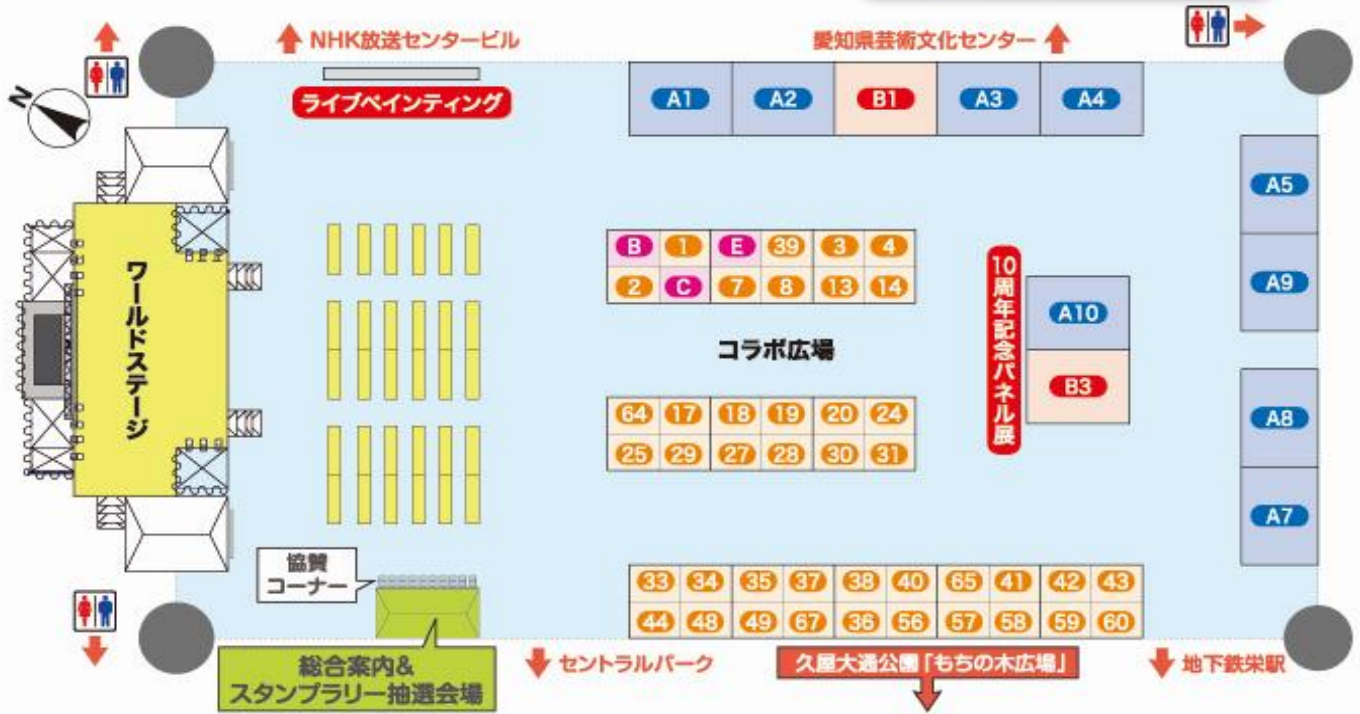 NHK放送センタービル
愛知県芸術文化センター
N
ライブペインティング
A1 A2 B1 A3 A4
A5
A9
B 1 E 39 3 4
2 C 7 8 13 14
ワールドステージ
コラボ広場
10周年記念パネル展
A10
B3
64 17 18 19 20 24
25 29 27 28 30 31
A8
A7
協賛
コーナー
33 34 35 37 38 40 65 41 42 43
44 48 49 67 36 56 57 58 59 60
総合案内&
スタンプラリー抽選会場
セントラルパーク
久屋大通公園「もちの木広場」
地下鉄栄駅